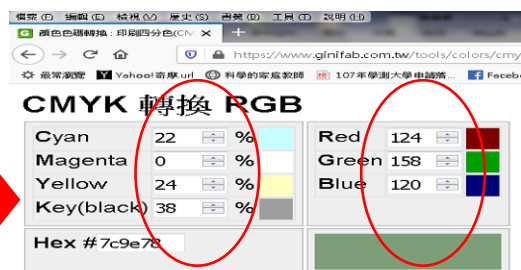 檔案(F) 編輯(E) 檢視(V) 歷史(S) 書籤(B) 工具(T) 說明(H)
顏色色碼轉換：印刷四分色(CM
https://www.ginifab.com.tw/tools/colors/cmy
最常瀏覽 Yahoo!奇摩.url 科學的家庭教師 107年學測大學申請落... Faceb
CMYK 轉換 RGB
Cyan 22 % Red 124
Magenta 0 % Green 158
Yellow 24 % Blue 120
Key(black) 38 %
Hex #7c9e78